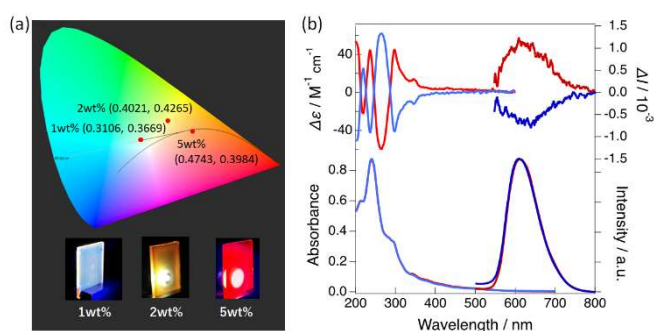 (a)
2wt% (0.4021, 0.4265)
1wt% (0.3106, 0.3669)
5wt%
(0.4743, 0.3984)
1wt% 2wt% 5wt%
(b)
Δε / M⁻¹ cm⁻¹
40
0
-40
1.5
1.0
0.5
0.0
-0.5
-1.0
-1.5
ΔI / 10⁻³
Absorbance
0.8
0.6
0.4
0.2
0.0
Intensity / a.u.
200 300 400 500 600 700 800
Wavelength / nm